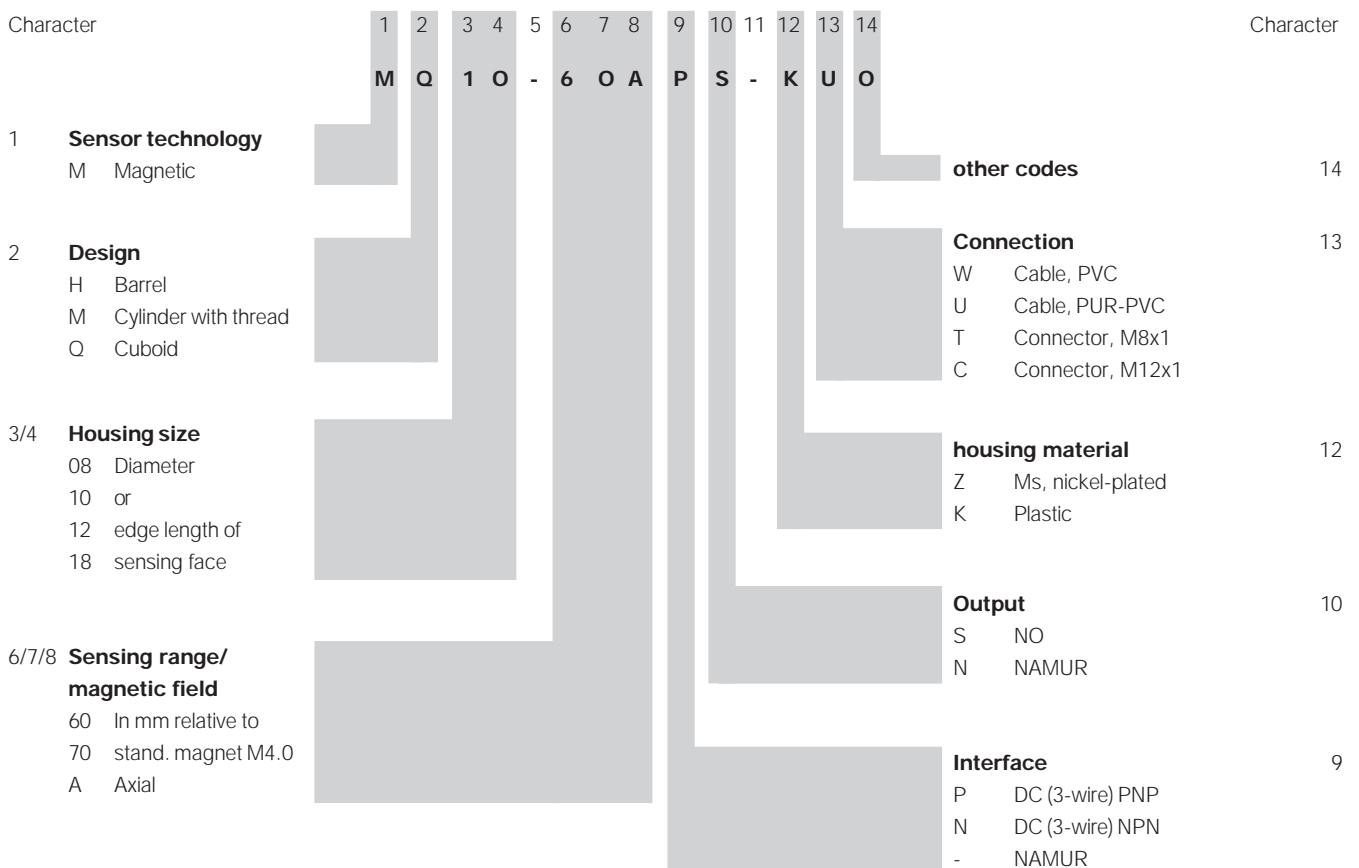 Character 1 2 3 4 5 6 7 8 9 10 11 12 13 14 Character
M Q 1 O - 6 O A P S - K U O
1 Sensor technology
M Magnetic
2 Design
H Barrel
M Cylinder with thread
Q Cuboid
3/4 Housing size
08 Diameter
10 or
12 edge length of
18 sensing face
6/7/8 Sensing range/
magnetic field
60 In mm relative to
70 stand. magnet M4.0
A Axial
other codes 14
Connection 13
W Cable, PVC
U Cable, PUR-PVC
T Connector, M8x1
C Connector, M12x1
housing material 12
Z Ms, nickel-plated
K Plastic
Output 10
S NO
N NAMUR
Interface 9
P DC (3-wire) PNP
N DC (3-wire) NPN
- NAMUR